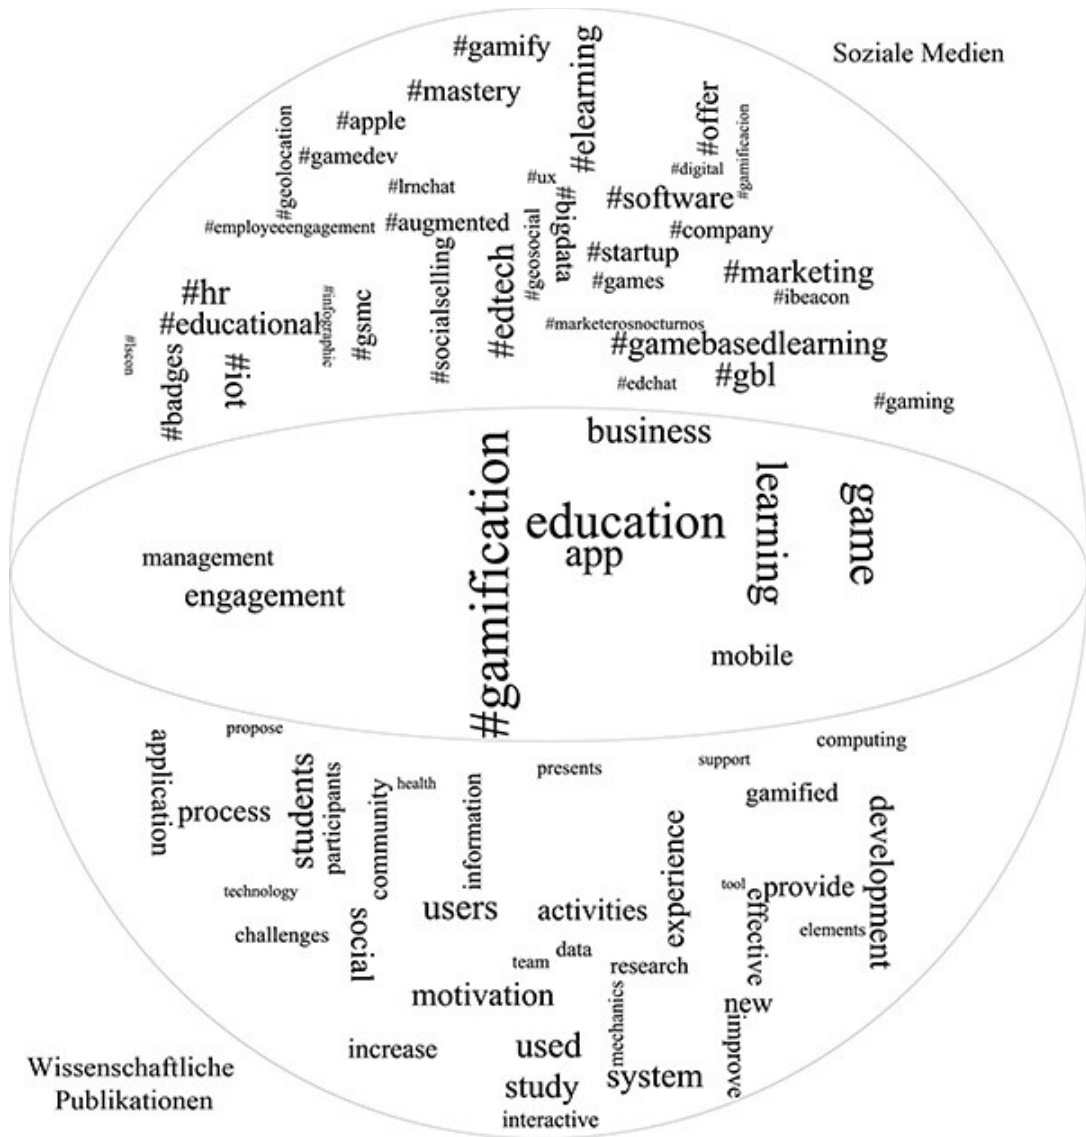 Soziale Medien
#gamify
#elearning
#mastery
#offer
#apple
#geolocation
#gamificacion
#gamedev
#digital
#lrnchat
#ux
#software
#bigdata
#employeeengagement
#augmented
#geosocial
#company
#startup
#socialselling
#edtech
#marketing
#games
#hr
#ibeacon
#infographic
#gsmc
#educational
#marketerosnocturnos
#lscon
#badges
#iot
#gamebasedlearning
#gbl
#edchat
#gaming
business
#gamification
learning
game
education
app
management
engagement
mobile
propose
application
students
participants
process
community
health
information
presents
support
computing
gamified
development
experience
technology
users
activities
tool
provide
effective
elements
challenges
social
team
data
research
motivation
mechanics
new
improve
increase
used
system
study
interactive
Wissenschaftliche
Publikationen